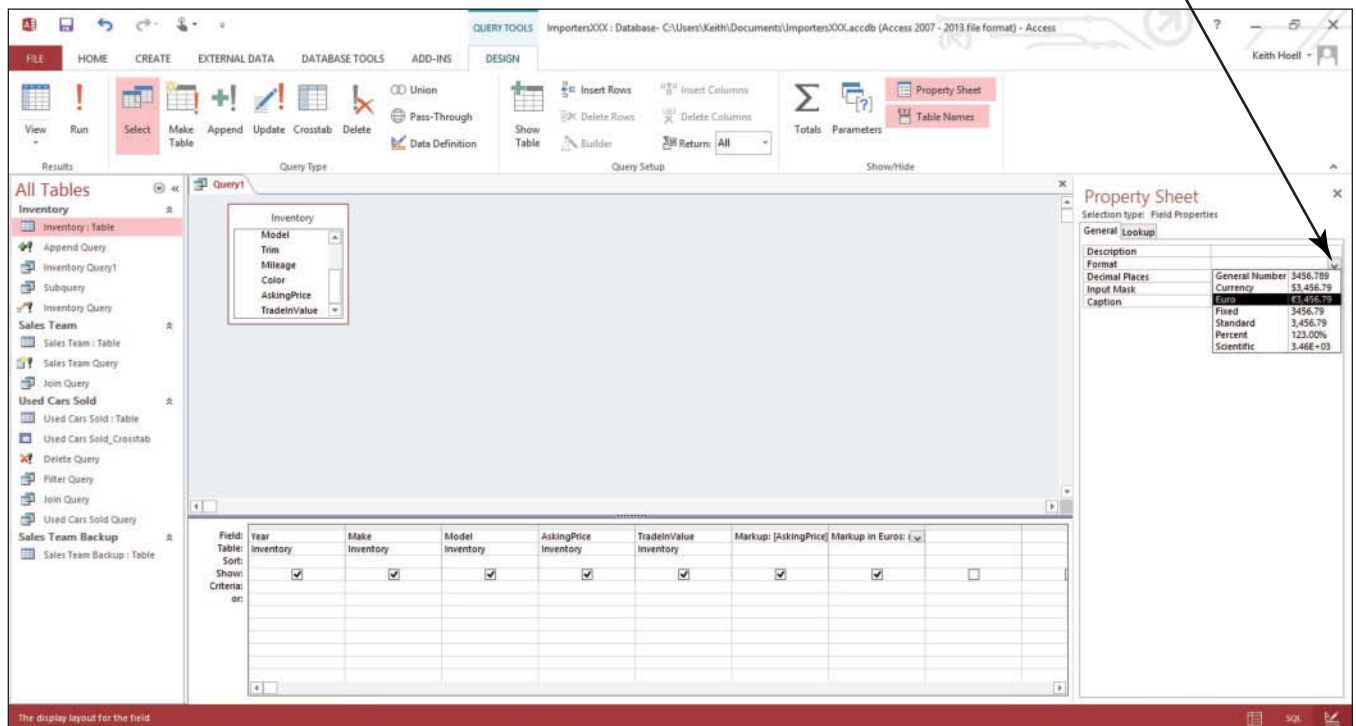 QUERY TOOLS ImportersXXX : Database- C:\Users\Keith\Documents\ImportersXXX.accdb (Access 2007 - 2013 file format) - Access
?
FILE HOME CREATE EXTERNAL DATA DATABASE TOOLS ADD-INS DESIGN
Keith Hoell
View
Run
Select
Make Table
Append
Update
Crosstab
Delete
Union
Pass-Through
Data Definition
Show Table
Insert Rows
Delete Rows
Builder
Insert Columns
Delete Columns
Return: All
Totals
Parameters
Property Sheet
Table Names
Results
Query Type
Query Setup
Show/Hide
All Tables
Inventory
Inventory : Table
Append Query
Inventory Query1
Subquery
Inventory Query
Sales Team
Sales Team : Table
Sales Team Query
Join Query
Used Cars Sold
Used Cars Sold : Table
Used Cars Sold_Crosstab
Delete Query
Filter Query
Join Query
Used Cars Sold Query
Sales Team Backup
Sales Team Backup : Table
Query1
Inventory
Model
Trim
Mileage
Color
AskingPrice
TradeinValue
Field: Year Make Model AskingPrice TradeinValue Markup: [AskingPrice] Markup in Euros: (
Table: Inventory Inventory Inventory Inventory Inventory
Sort:
Show:
Criteria:
or:
Property Sheet
Selection type: Field Properties
General Lookup
Description
Format
Decimal Places
Input Mask
Caption
General Number 3456.789
Currency $3,456.79
Euro €3,456.79
Fixed 3456.79
Standard 3,456.79
Percent 123.00%
Scientific 3.46E+03
The display layout for the field
SQL